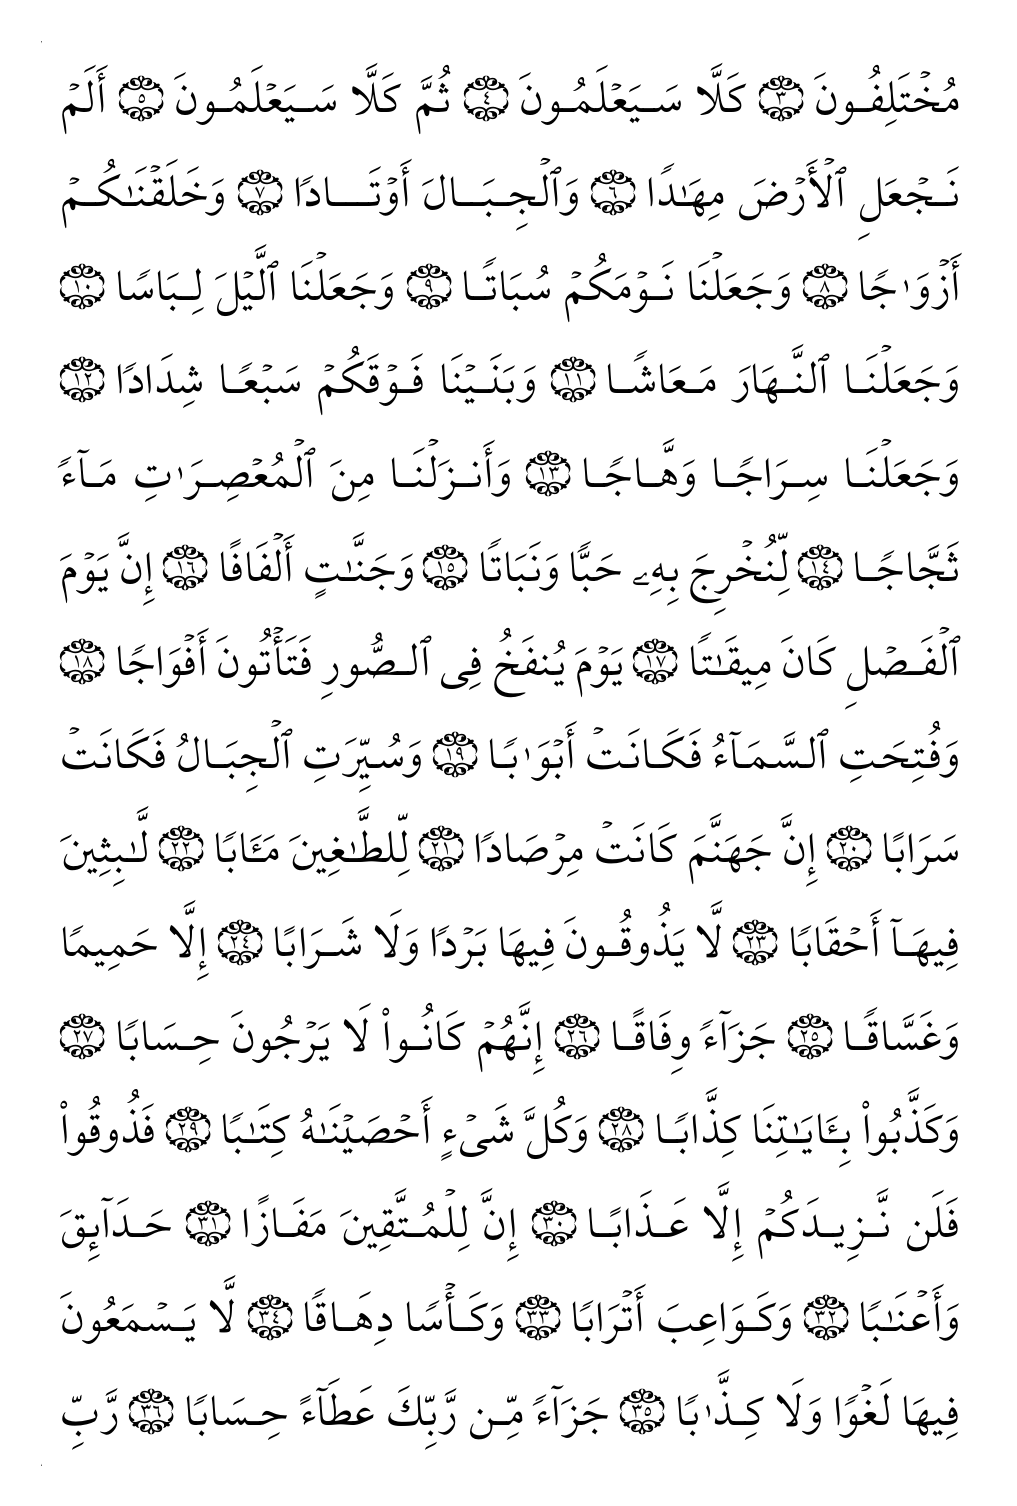 مُخْتَلِفُونَ ٣ كَلَّا سَيَعْلَمُونَ ٤ ثُمَّ كَلَّا سَيَعْلَمُونَ ٥ أَلَمْ
نَجْعَلِ ٱلْأَرْضَ مِهَٰدًا ٦ وَٱلْجِبَالَ أَوْتَادًا ٧ وَخَلَقْنَٰكُمْ
أَزْوَٰجًا ٨ وَجَعَلْنَا نَوْمَكُمْ سُبَاتًا ٩ وَجَعَلْنَا ٱلَّيْلَ لِبَاسًا ١٠
وَجَعَلْنَا ٱلنَّهَارَ مَعَاشًا ١١ وَبَنَيْنَا فَوْقَكُمْ سَبْعًا شِدَادًا ١٢
وَجَعَلْنَا سِرَاجًا وَهَّاجًا ١٣ وَأَنزَلْنَا مِنَ ٱلْمُعْصِرَٰتِ مَآءً
ثَجَّاجًا ١٤ لِّنُخْرِجَ بِهِۦ حَبًّا وَنَبَاتًا ١٥ وَجَنَّٰتٍ أَلْفَافًا ١٦ إِنَّ يَوْمَ
ٱلْفَصْلِ كَانَ مِيقَٰتًا ١٧ يَوْمَ يُنفَخُ فِى ٱلصُّورِ فَتَأْتُونَ أَفْوَاجًا ١٨
وَفُتِحَتِ ٱلسَّمَآءُ فَكَانَتْ أَبْوَٰبًا ١٩ وَسُيِّرَتِ ٱلْجِبَالُ فَكَانَتْ
سَرَابًا ٢٠ إِنَّ جَهَنَّمَ كَانَتْ مِرْصَادًا ٢١ لِّلطَّٰغِينَ مَـَٔابًا ٢٢ لَّٰبِثِينَ
فِيهَآ أَحْقَابًا ٢٣ لَّا يَذُوقُونَ فِيهَا بَرْدًا وَلَا شَرَابًا ٢٤ إِلَّا حَمِيمًا
وَغَسَّاقًا ٢٥ جَزَآءً وِفَاقًا ٢٦ إِنَّهُمْ كَانُوا۟ لَا يَرْجُونَ حِسَابًا ٢٧
وَكَذَّبُوا۟ بِـَٔايَٰتِنَا كِذَّابًا ٢٨ وَكُلَّ شَىْءٍ أَحْصَيْنَٰهُ كِتَٰبًا ٢٩ فَذُوقُوا۟
فَلَن نَّزِيدَكُمْ إِلَّا عَذَابًا ٣٠ إِنَّ لِلْمُتَّقِينَ مَفَازًا ٣١ حَدَآئِقَ
وَأَعْنَٰبًا ٣٢ وَكَوَاعِبَ أَتْرَابًا ٣٣ وَكَأْسًا دِهَاقًا ٣٤ لَّا يَسْمَعُونَ
فِيهَا لَغْوًا وَلَا كِذَّٰبًا ٣٥ جَزَآءً مِّن رَّبِّكَ عَطَآءً حِسَابًا ٣٦ رَّبِّ